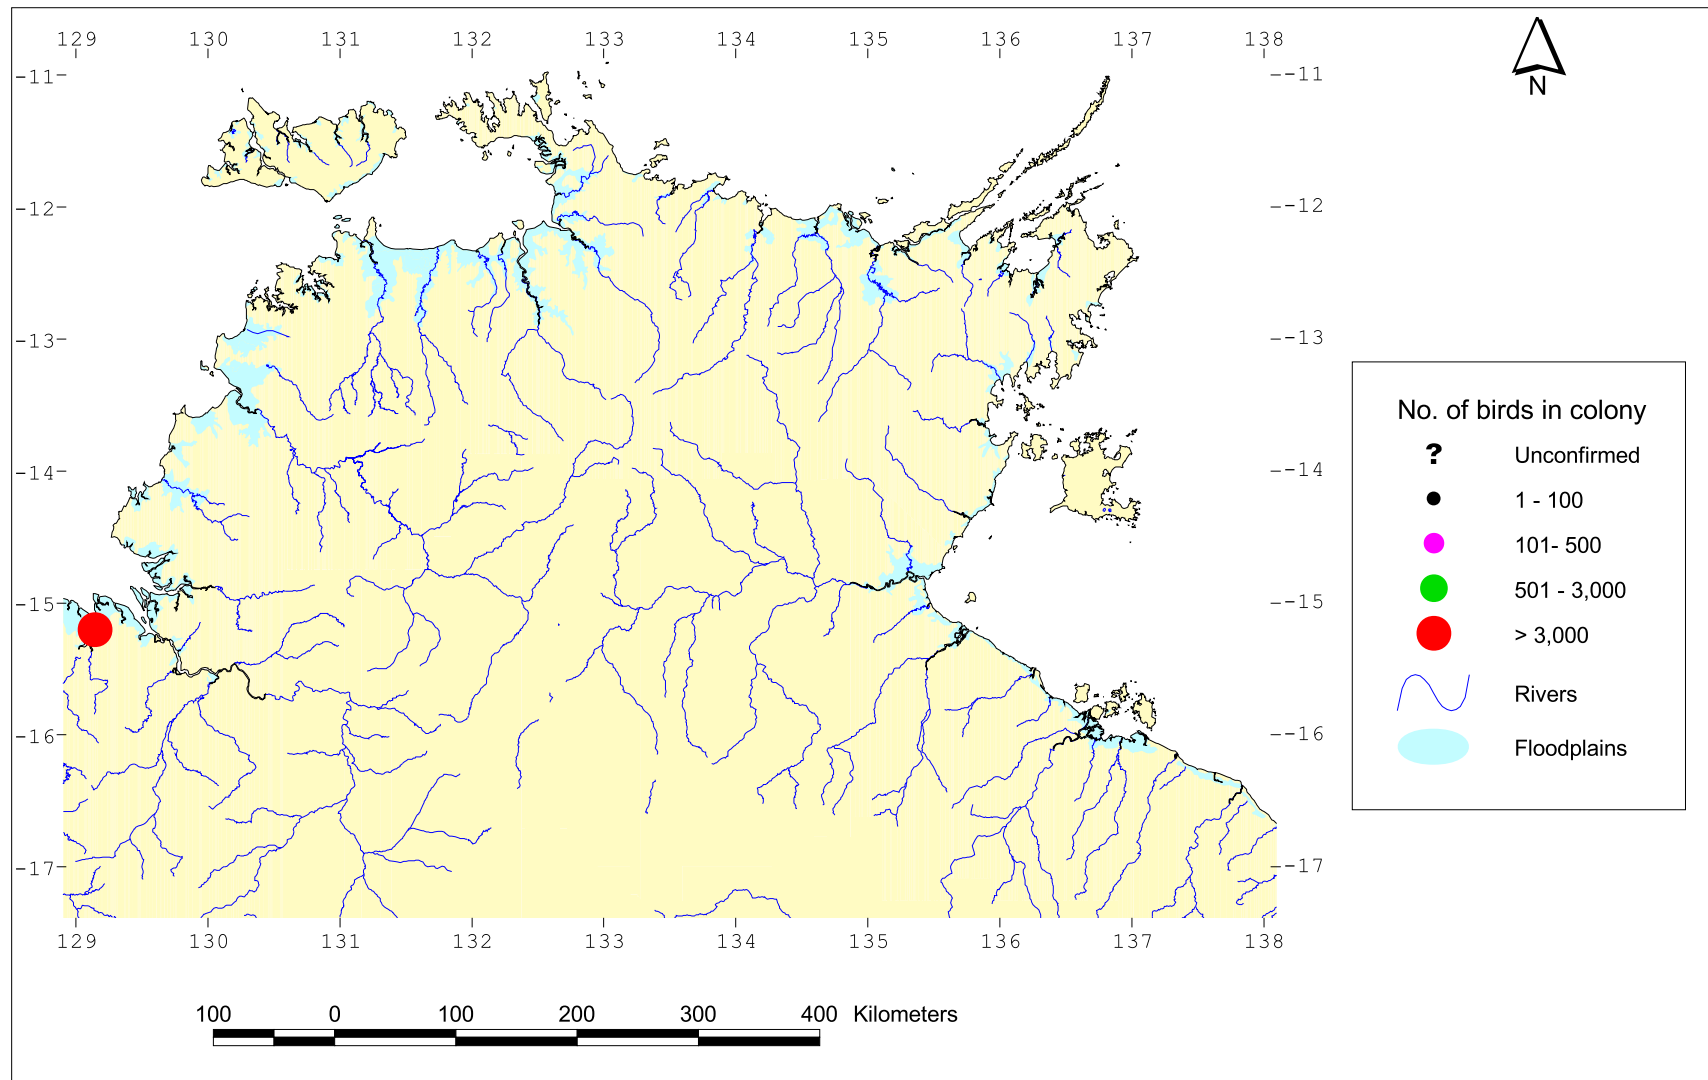 129 130 131 132 133 134 135 136 137 138
N
-11 --11
-12 --12
-13 --13
-14 --14
-15 --15
-16 --16
-17 --17
129 130 131 132 133 134 135 136 137 138
No. of birds in colony
? Unconfirmed
1 - 100
101- 500
501 - 3,000
> 3,000
Rivers
Floodplains
100 0 100 200 300 400 Kilometers